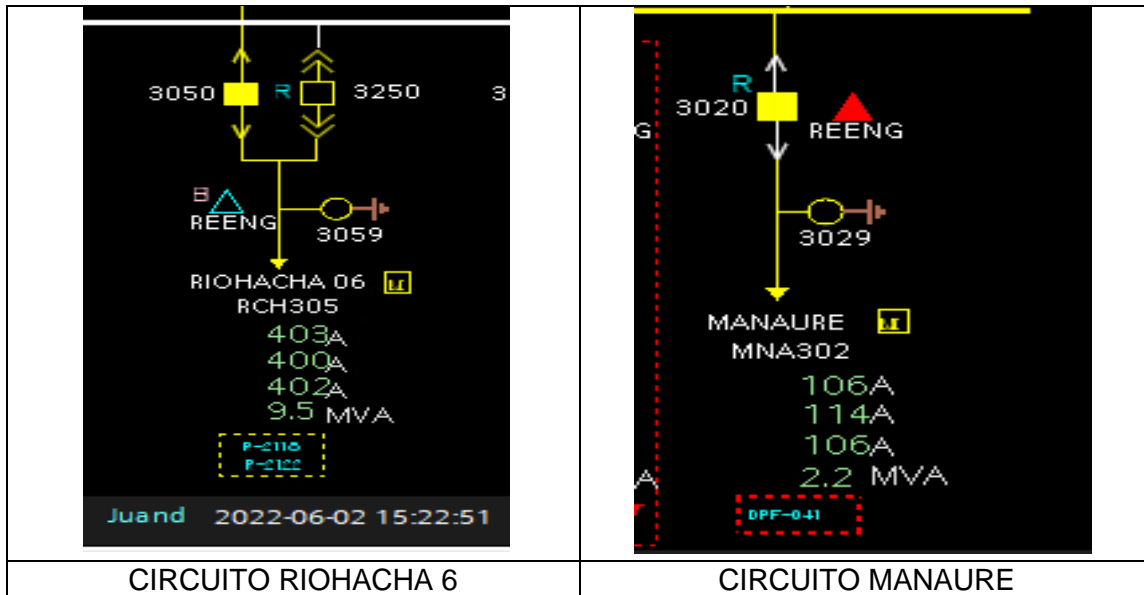 3050
R
3250
3
B
REENG
3059
RIOHACHA 06 M
RCH305
403A
400A
402A
9.5 MVA
P-2118
P-2122
Juand 2022-06-02 15:22:51
CIRCUITO RIOHACHA 6
G
R
3020
REENG
3029
MANAURE M
MNA302
106A
114A
106A
2.2 MVA
A
DPF-041
CIRCUITO MANAURE